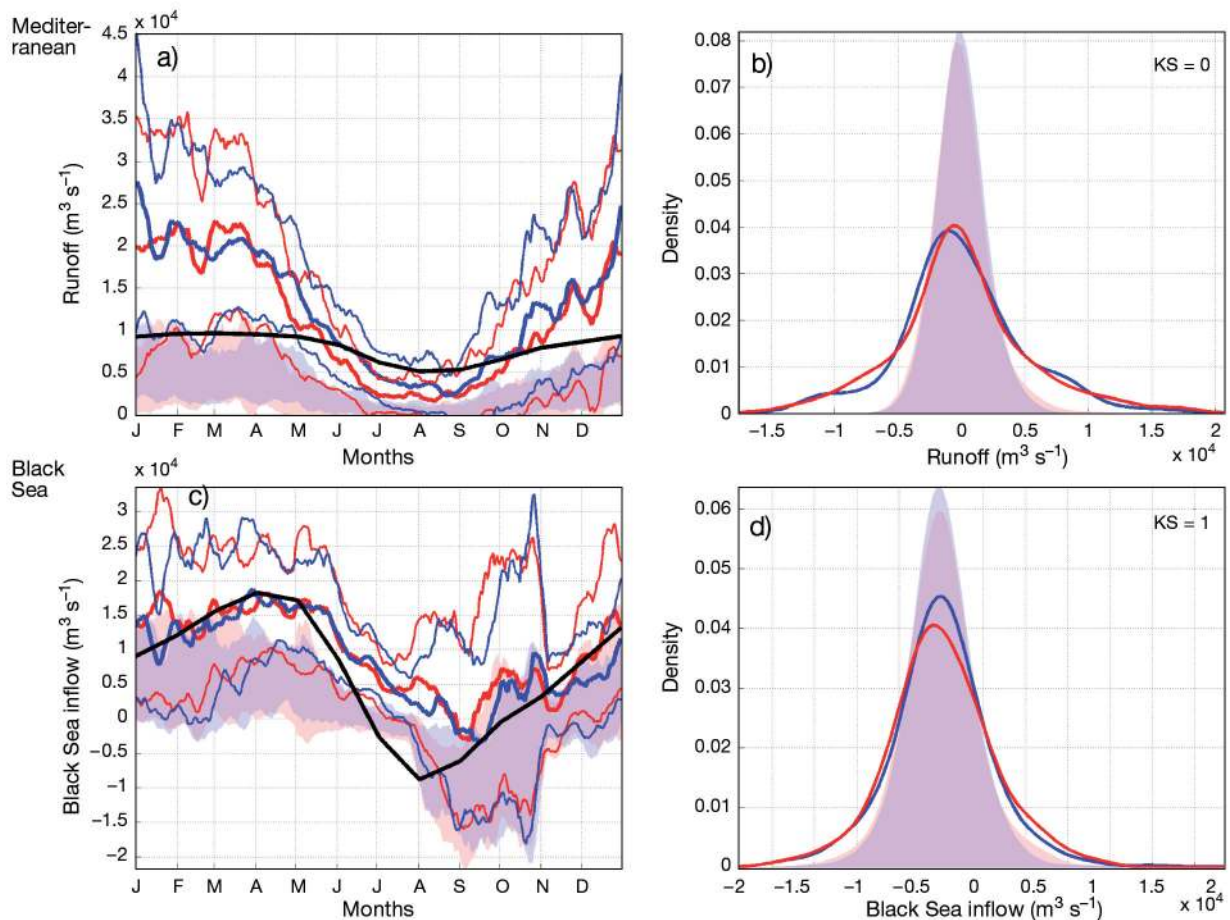 Mediter-
ranean
x 10⁴
a)
4.5
4
3.5
3
2.5
2
1.5
1
0.5
0
Runoff (m³ s⁻¹)
J F M A M J J A S O N D
Months
b)
KS = 0
0.08
0.07
0.06
0.05
0.04
0.03
0.02
0.01
0
Density
−1.5 −1 −0.5 0 0.5 1 1.5 2
Runoff (m³ s⁻¹)
x 10⁴
Black
Sea
x 10⁴
c)
3
2.5
2
1.5
1
0.5
0
−0.5
−1
−1.5
−2
Black Sea inflow (m³ s⁻¹)
J F M A M J J A S O N D
Months
d)
KS = 1
0.06
0.05
0.04
0.03
0.02
0.01
0
Density
−2 −1 −0.5 0 0.5 1 1.5 2
Black Sea inflow (m³ s⁻¹)
x 10⁴